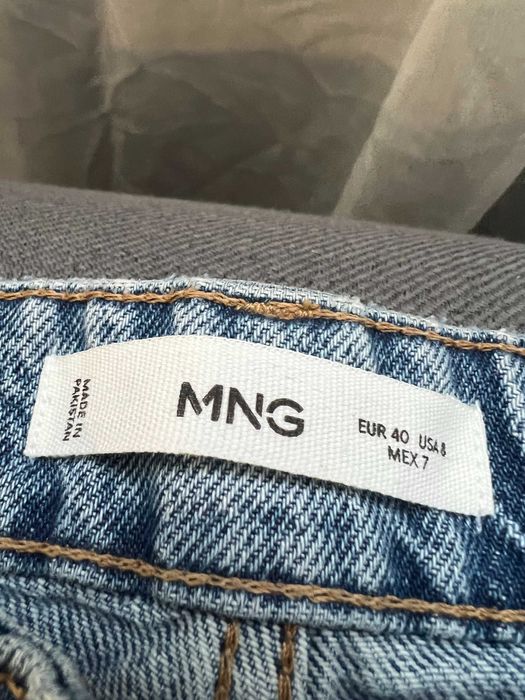 MADE IN
PAKISTAN
MNG
EUR 40 USA 8
MEX 7